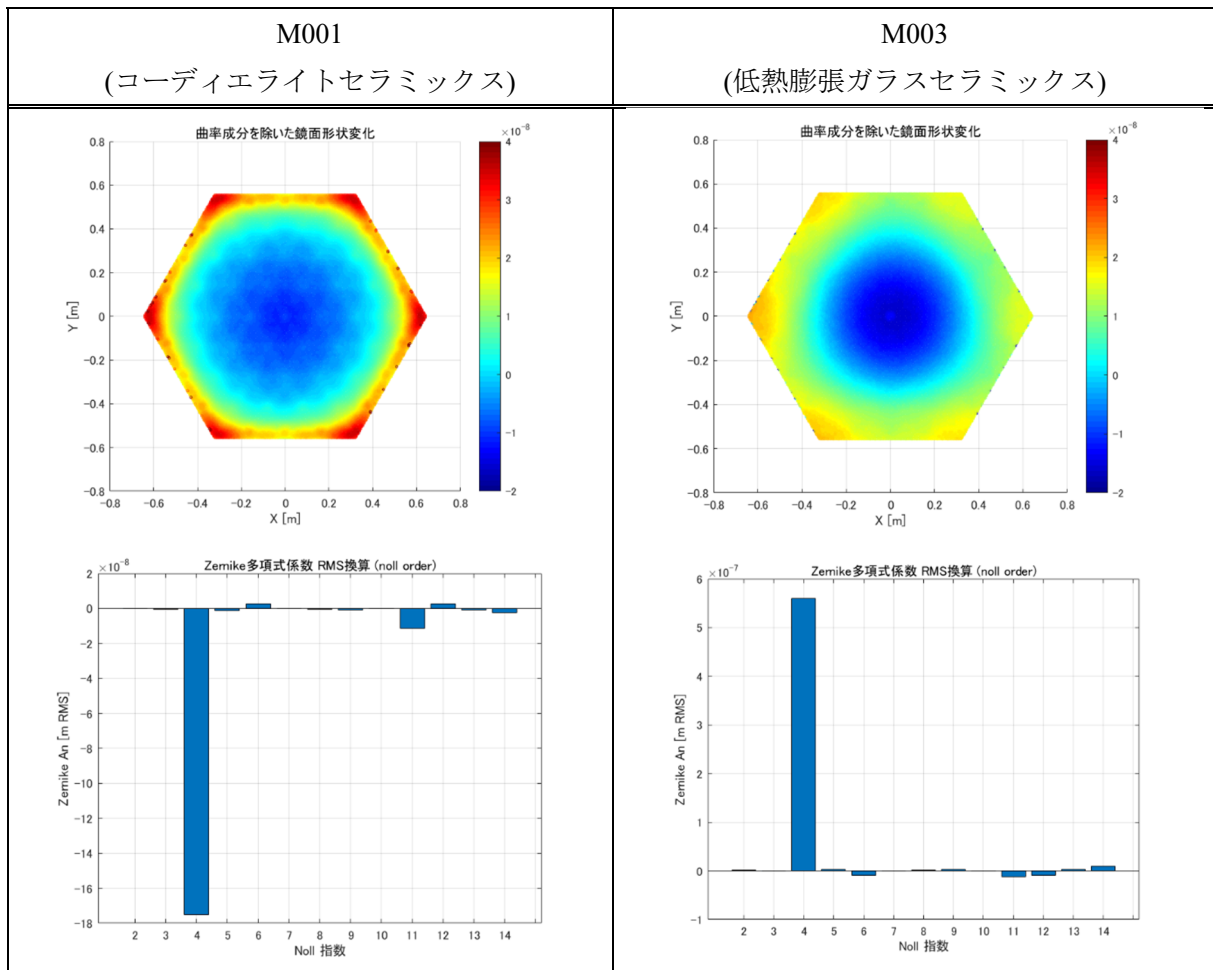 M001
(コーディエライトセラミックス)
M003
(低熱膨張ガラスセラミックス)
曲率成分を除いた鏡面形状変化
×10⁻⁸
0.8
0.6
0.4
0.2
0
−0.2
−0.4
−0.6
−0.8
Y [m]
−0.8 −0.6 −0.4 −0.2 0 0.2 0.4 0.6 0.8
X [m]
4
3
2
1
0
−1
−2
曲率成分を除いた鏡面形状変化
×10⁻⁸
0.8
0.6
0.4
0.2
0
−0.2
−0.4
−0.6
−0.8
Y [m]
−0.8 −0.6 −0.4 −0.2 0 0.2 0.4 0.6 0.8
X [m]
4
3
2
1
0
−1
−2
Zernike多項式係数 RMS換算 (noll order)
×10⁻⁸
2
0
−2
−4
−6
−8
−10
−12
−14
−16
−18
Zernike An [m RMS]
2 3 4 5 6 7 8 9 10 11 12 13 14
Noll 指数
Zernike多項式係数 RMS換算 (noll order)
×10⁻⁷
6
5
4
3
2
1
0
−1
Zernike An [m RMS]
2 3 4 5 6 7 8 9 10 11 12 13 14
Noll 指数